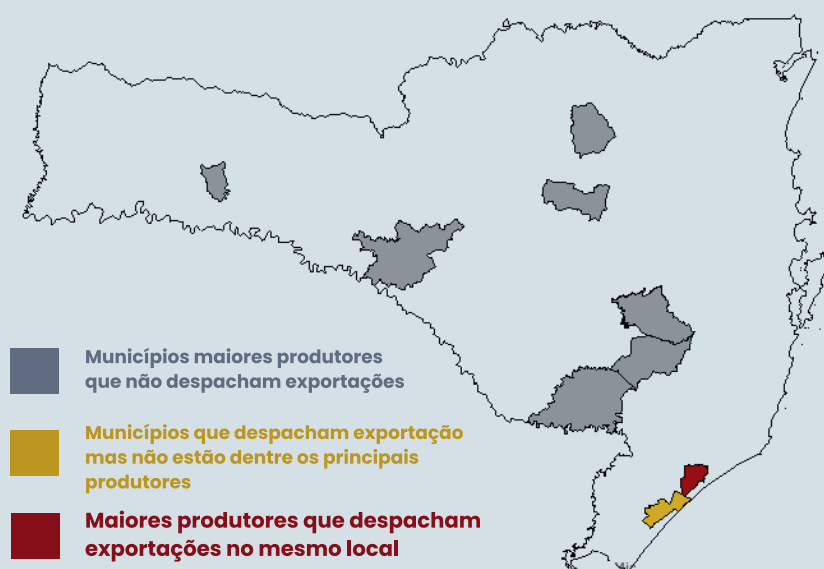 Municípios maiores produtores
que não despacham exportações
Municípios que despacham exportação
mas não estão dentre os principais
produtores
Maiores produtores que despacham
exportações no mesmo local